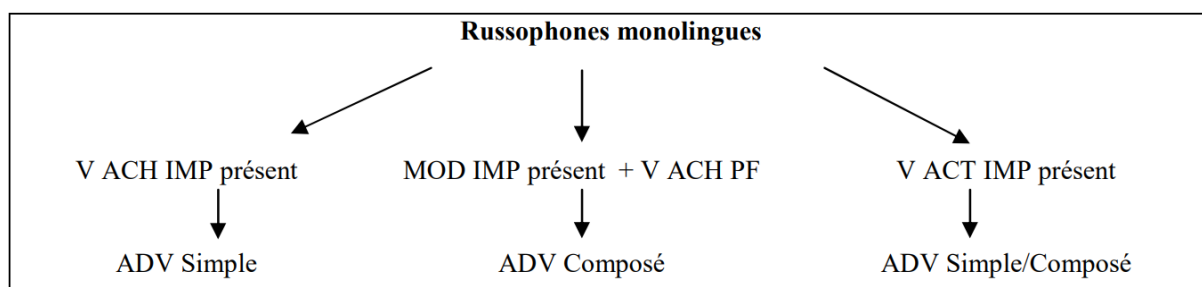 Russophones monolingues
V ACH IMP présent MOD IMP présent + V ACH PF V ACT IMP présent
ADV Simple ADV Composé ADV Simple/Composé